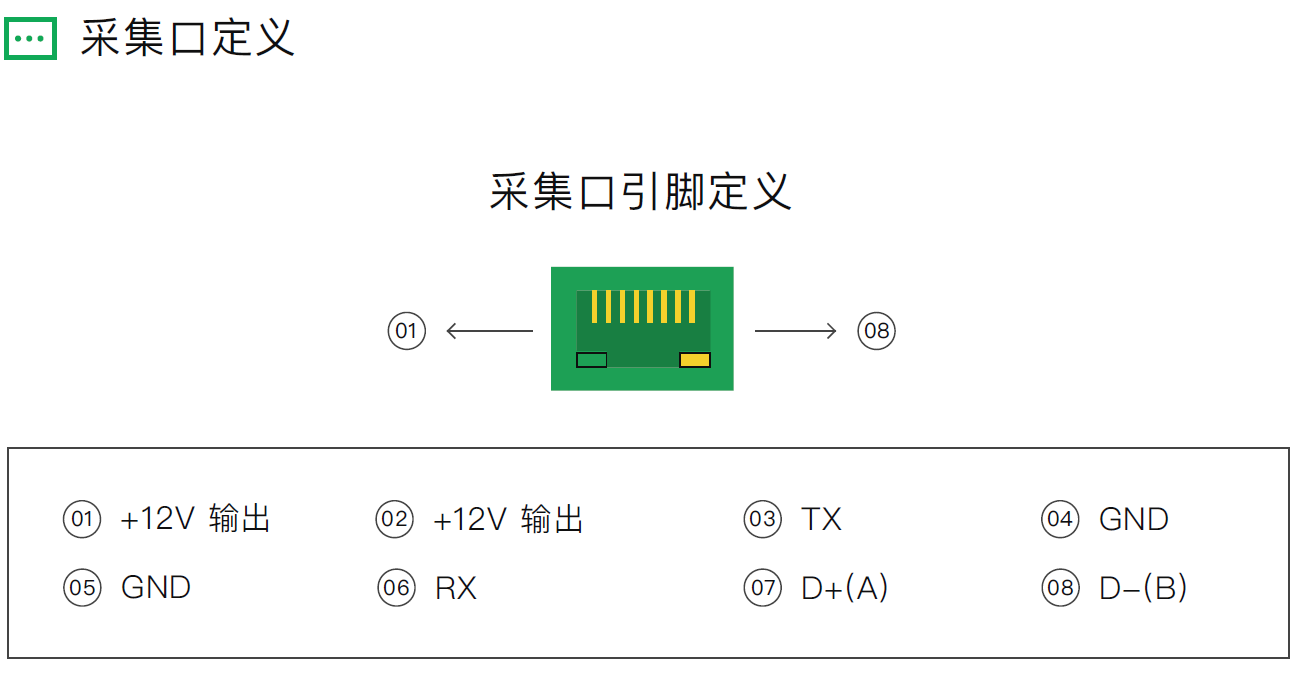 采集口定义
采集口引脚定义
01 08
01 +12V 输出 02 +12V 输出 03 TX 04 GND
05 GND 06 RX 07 D+(A) 08 D-(B)